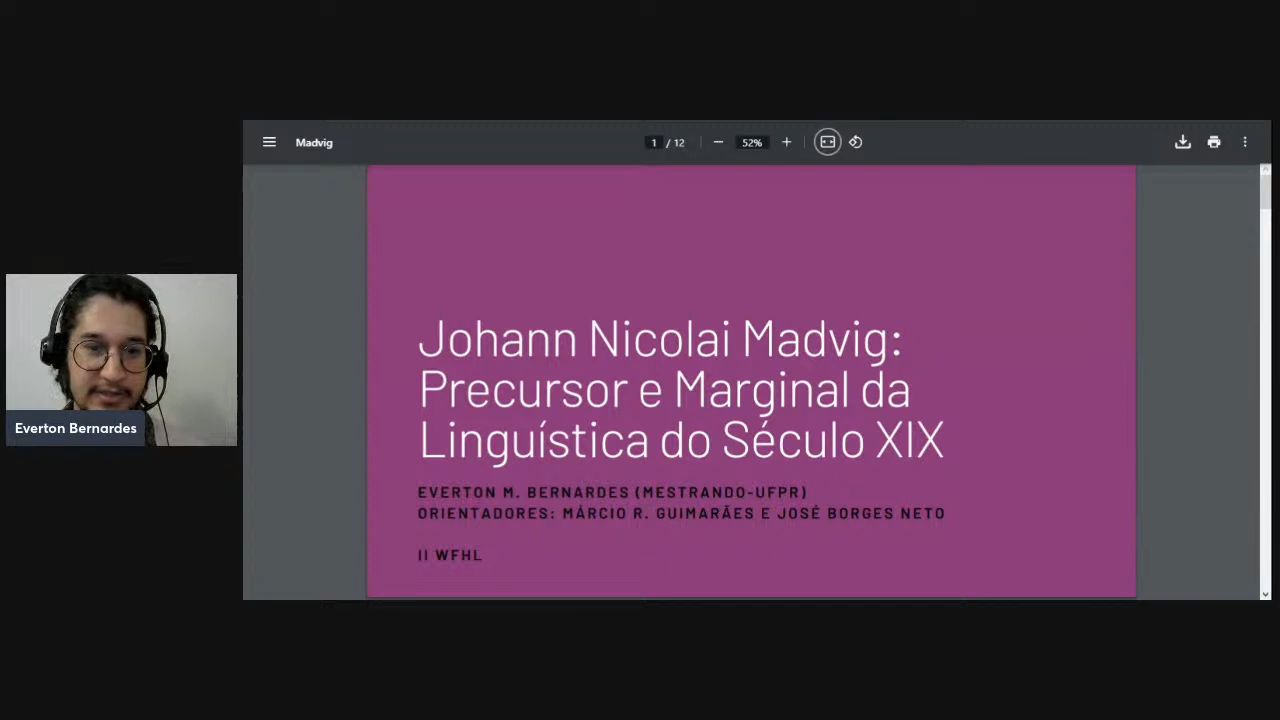 Madvig
1 / 12
52%
Johann Nicolai Madvig:
Precursor e Marginal da
Linguística do Século XIX
EVERTON M. BERNARDES (MESTRANDO-UFPR)
ORIENTADORES: MÁRCIO R. GUIMARÃES E JOSÉ BORGES NETO
II WFHL
Everton Bernardes